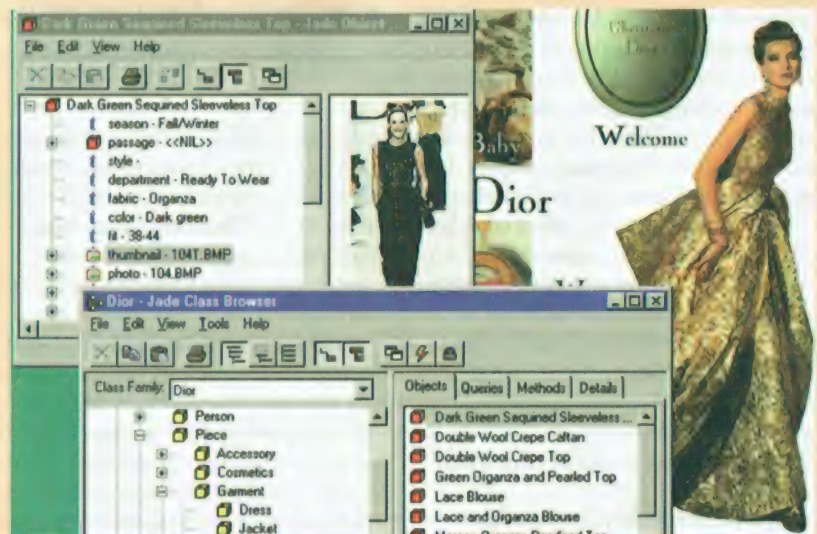 Dark Green Sequined Sleeveless Top - Jade Object ...
File Edit View Help
Dark Green Sequined Sleeveless Top
season - Fall/Winter
passage - <<NIL>>
style -
department - Ready To Wear
fabric - Organza
color - Dark green
fit - 38-44
thumbnail - 104T.BMP
photo - 104.BMP
Christian
Dior
Welcome
Baby
Dior
Dior - Jade Class Browser
File Edit View Tools Help
Class Family: Dior
Person
Piece
Accessory
Cosmetics
Garment
Dress
Jacket
Objects Queries Methods Details
Dark Green Sequined Sleeveless ...
Double Wool Crepe Caftan
Double Wool Crepe Top
Green Organza and Pearled Top
Lace Blouse
Lace and Organza Blouse